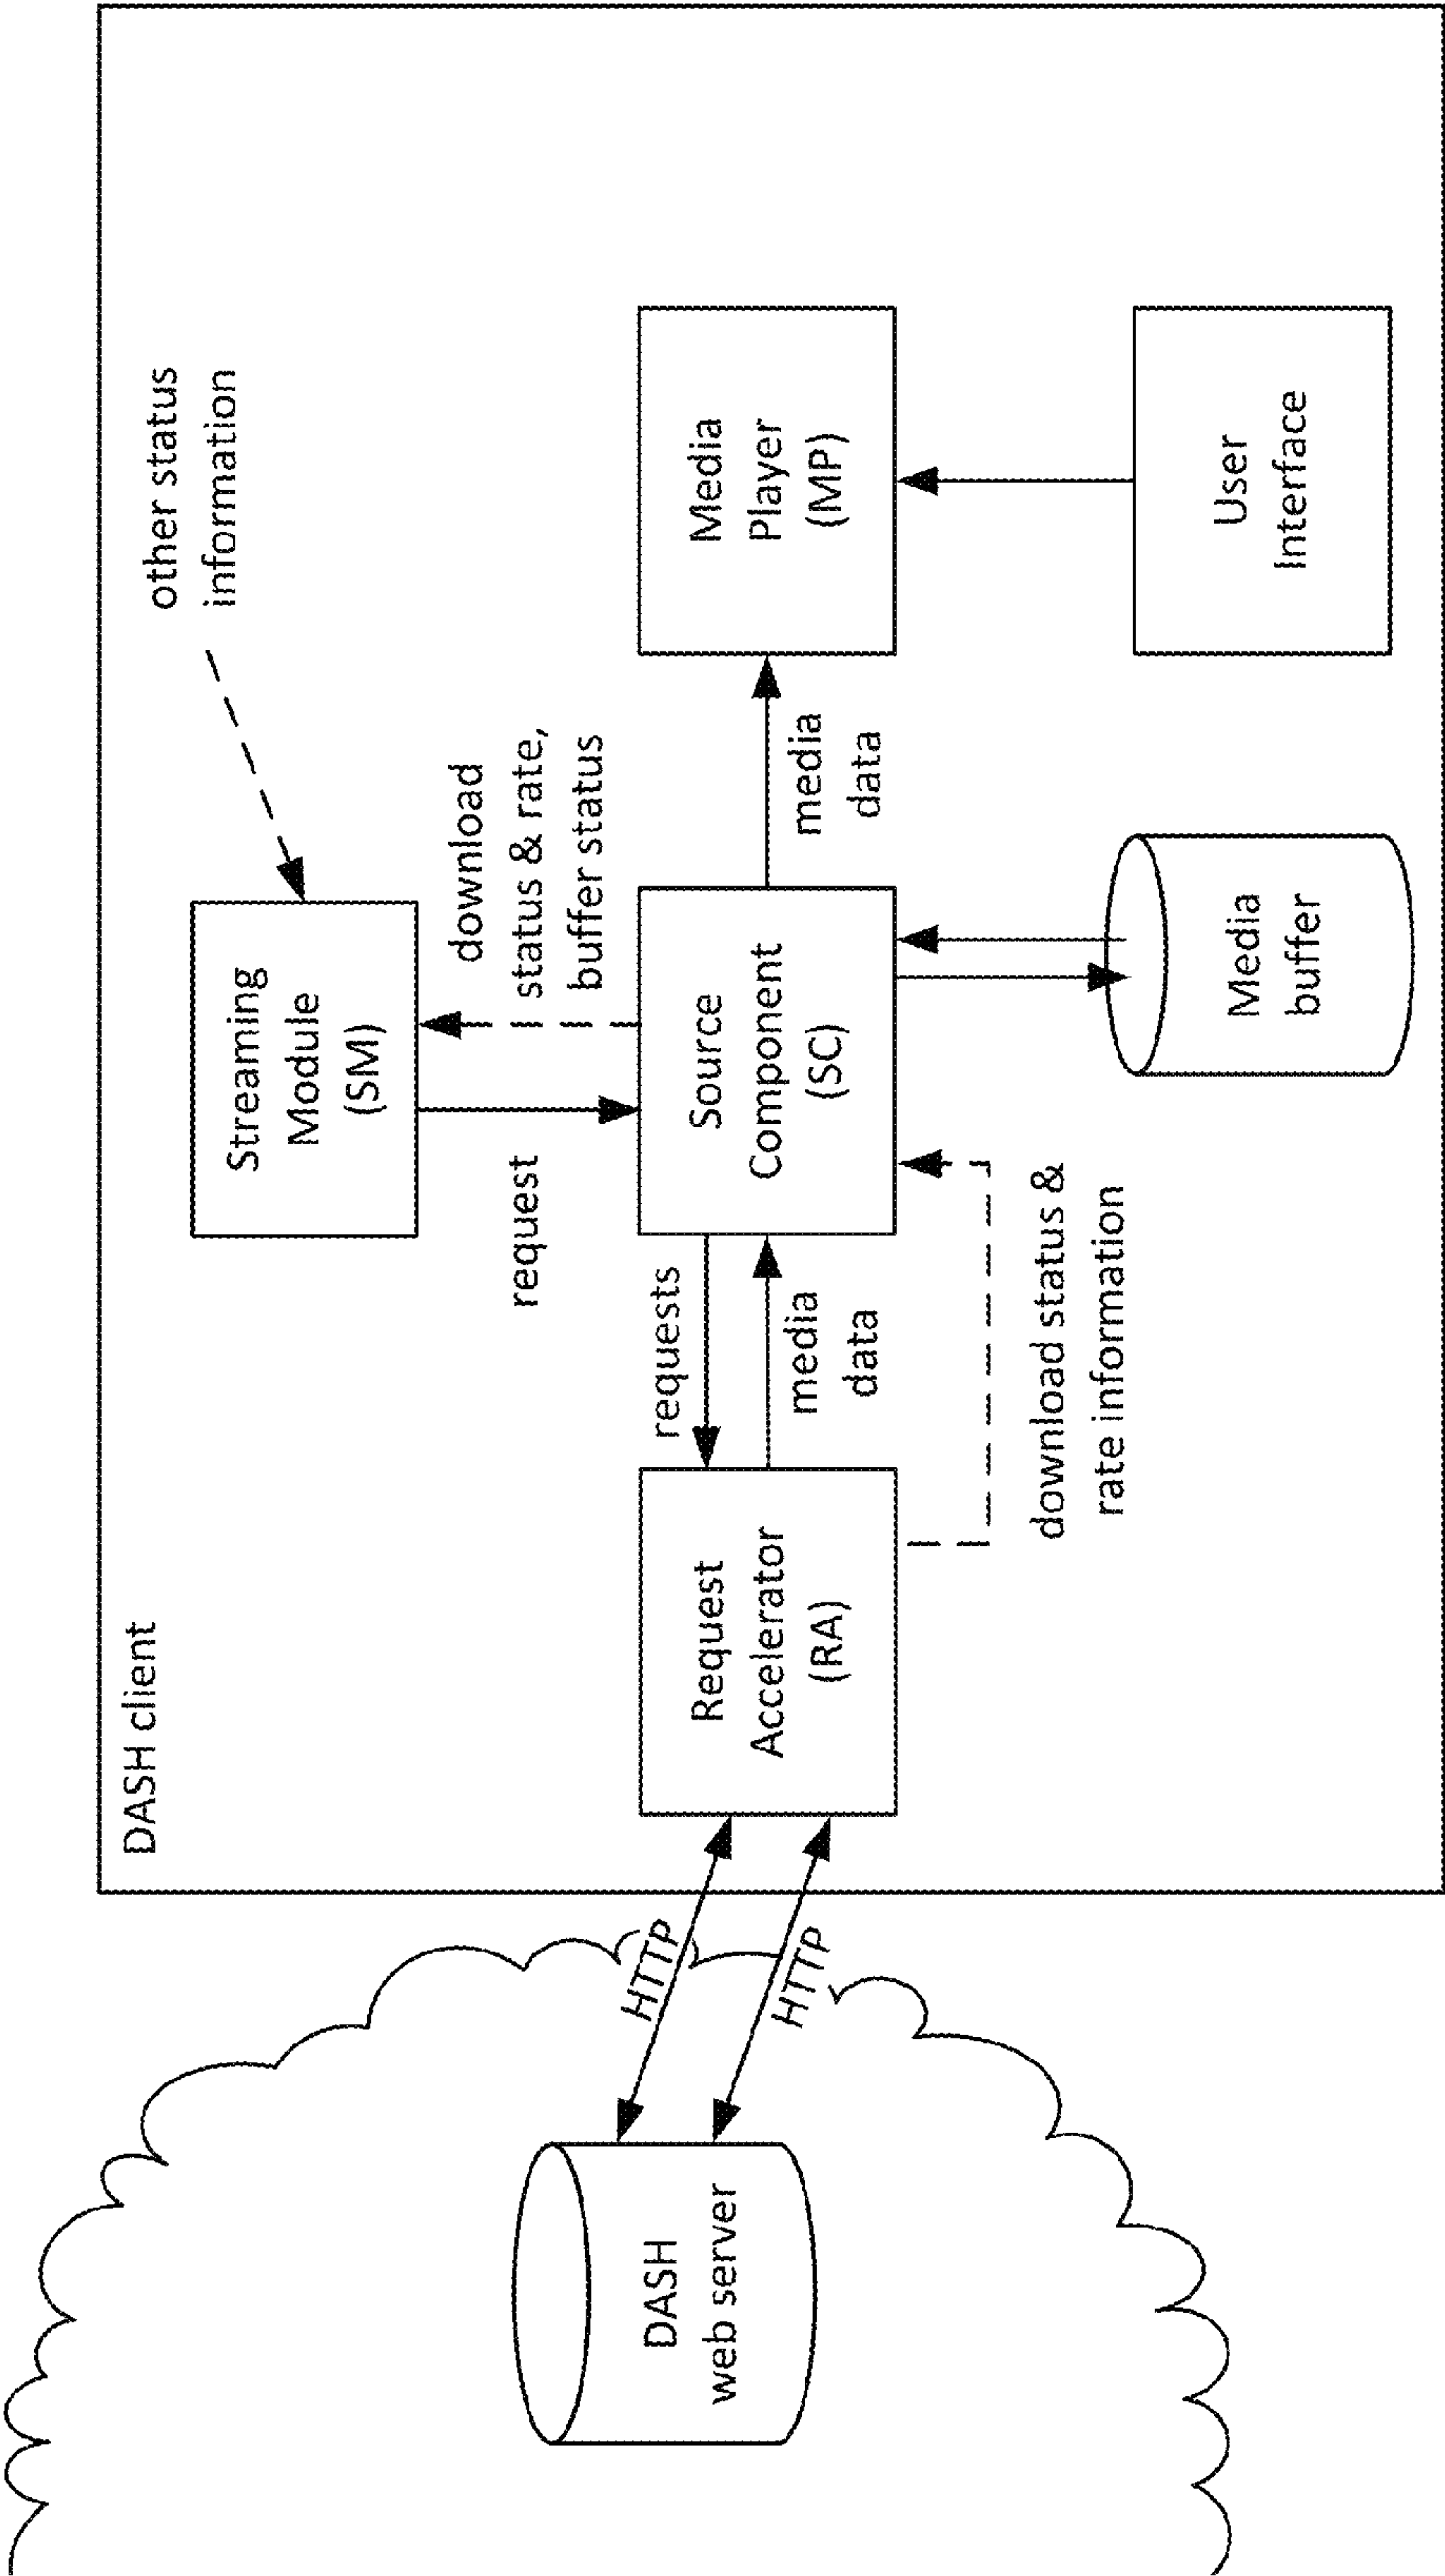 DASH client
other status
information
Streaming
Module
(SM)
request
download
status & rate,
buffer status
DASH
web server
HTTP
HTTP
Request
Accelerator
(RA)
requests
media
data
Source
Component
(SC)
media
data
Media
Player
(MP)
download status &
rate information
Media
buffer
User
Interface